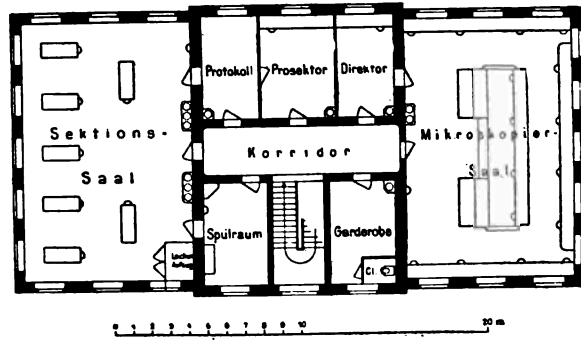 Protokoll Prosektor Direktor
Sektions-
Saal
Korridor
Mikroskopier-
Saal
Spülraum
Garderobe
Cl.
0 1 2 3 4 5 6 7 8 9 10 20 m